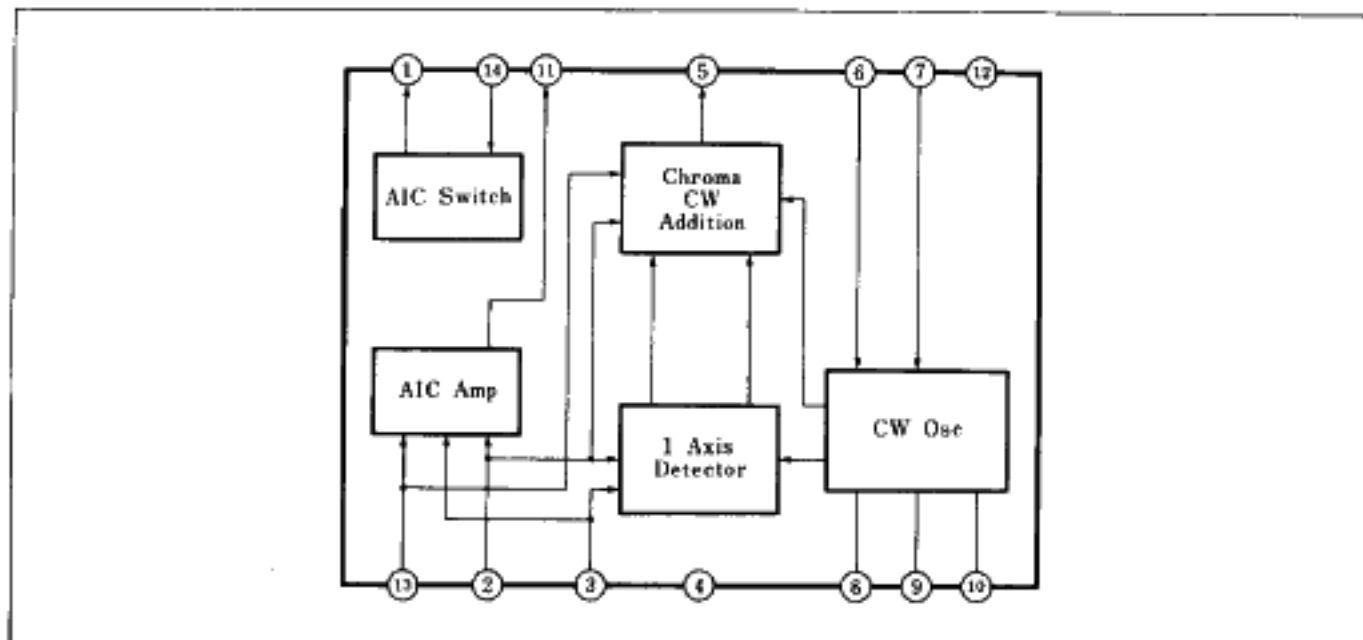 1 14 11 5 6 7 12
AIC Switch
Chroma
CW
Addition
AIC Amp
1 Axis
Detector
CW Osc
13 2 3 4 8 9 10